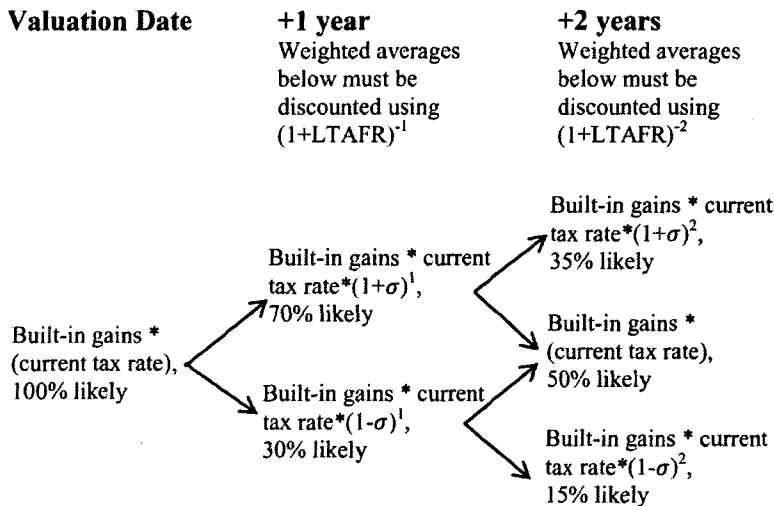 Valuation Date
+1 year
Weighted averages
below must be
discounted using
(1+LTAFR)⁻¹
+2 years
Weighted averages
below must be
discounted using
(1+LTAFR)⁻²
Built-in gains *
(current tax rate),
100% likely
Built-in gains * current
tax rate*(1+σ)¹,
70% likely
Built-in gains * current
tax rate*(1-σ)¹,
30% likely
Built-in gains * current
tax rate*(1+σ)²,
35% likely
Built-in gains *
(current tax rate),
50% likely
Built-in gains * current
tax rate*(1-σ)²,
15% likely